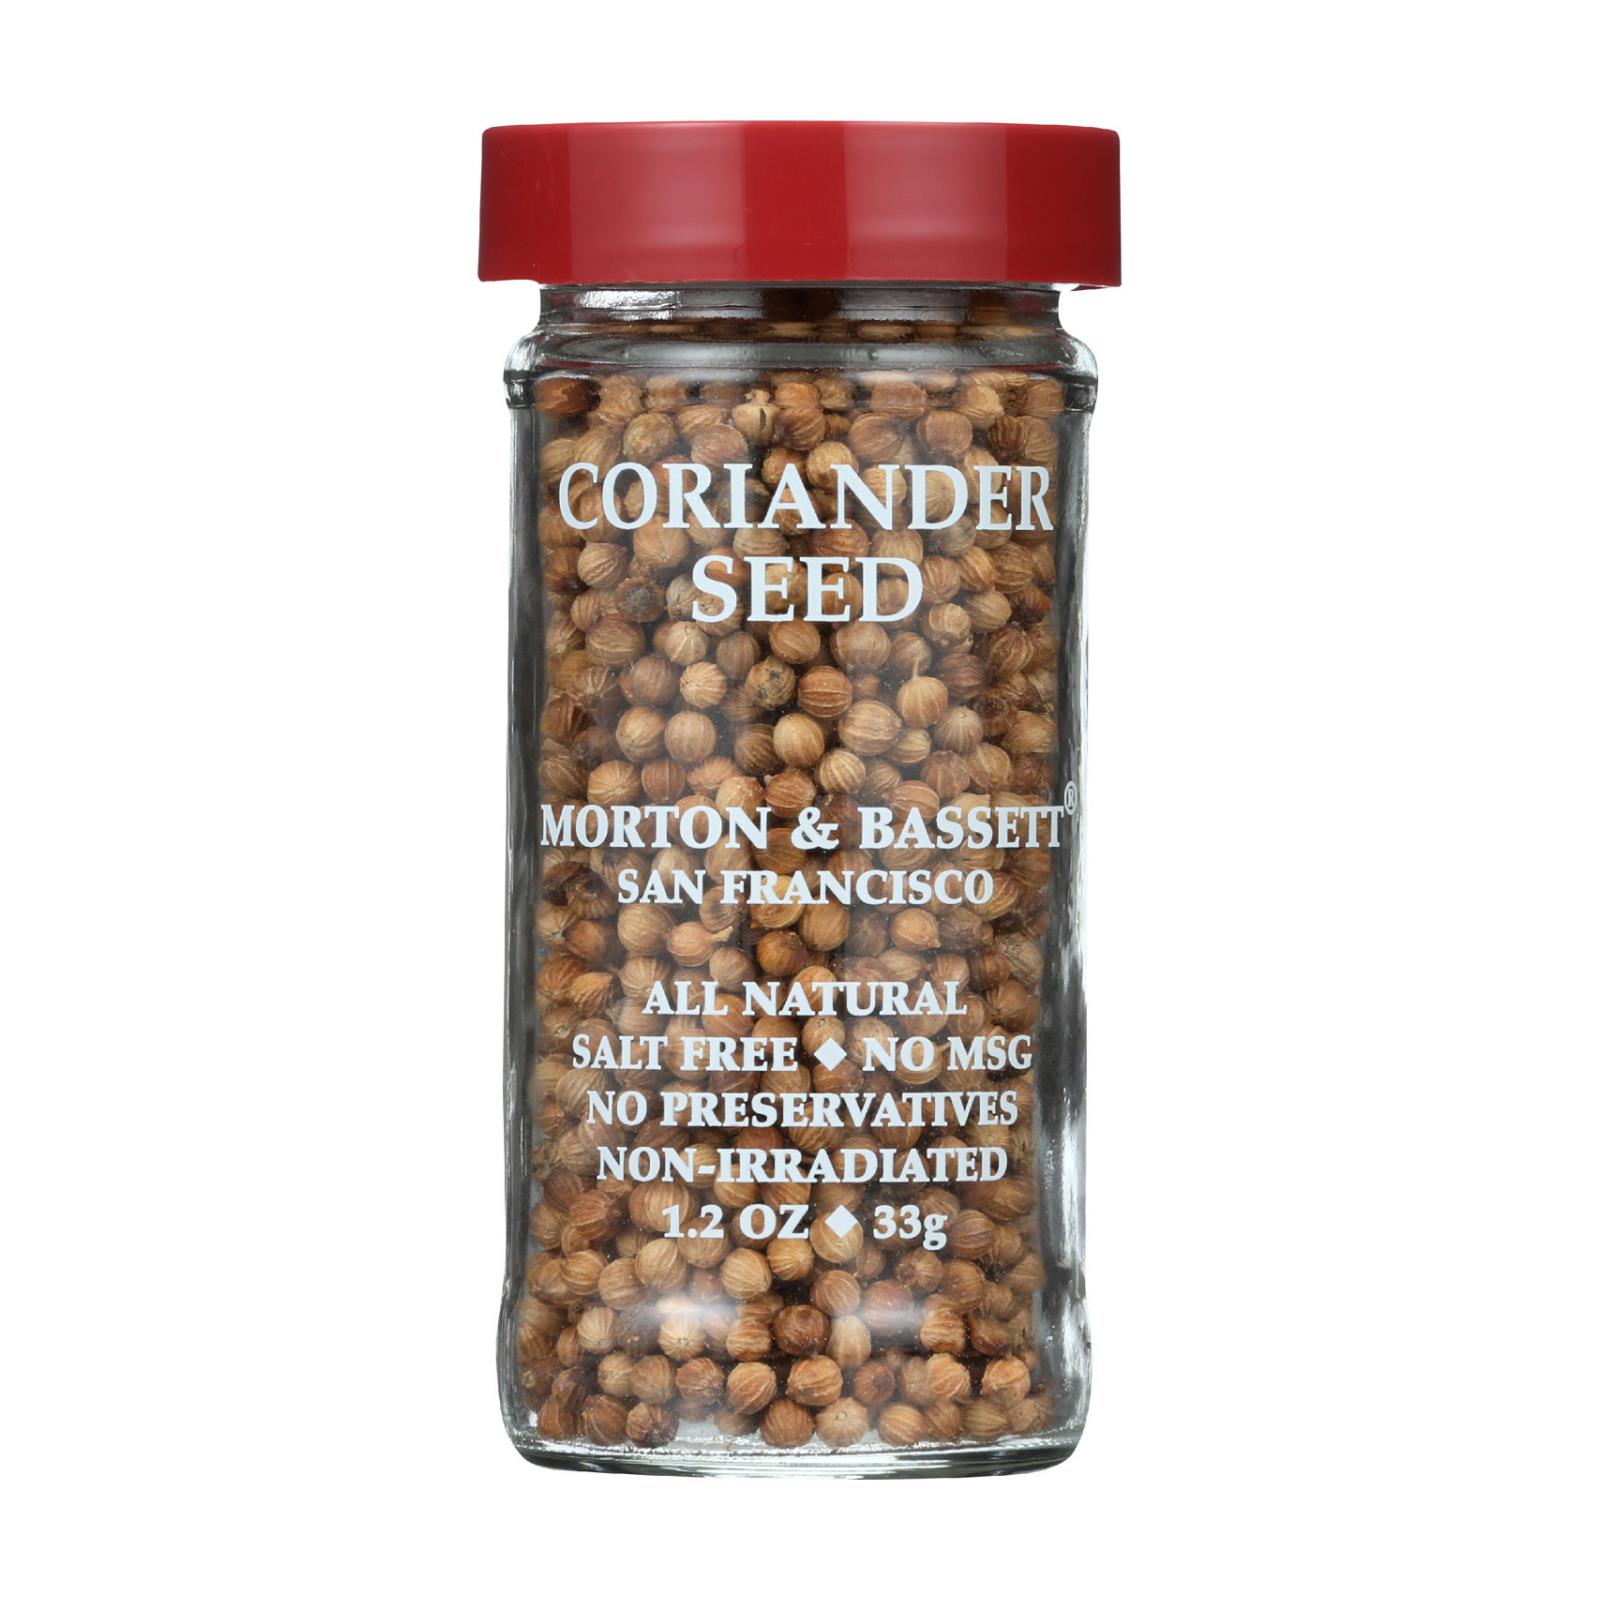 CORIANDER
SEED
MORTON & BASSETT®
SAN FRANCISCO
ALL NATURAL
SALT FREE ◆ NO MSG
NO PRESERVATIVES
NON-IRRADIATED
1.2 OZ ◆ 33g